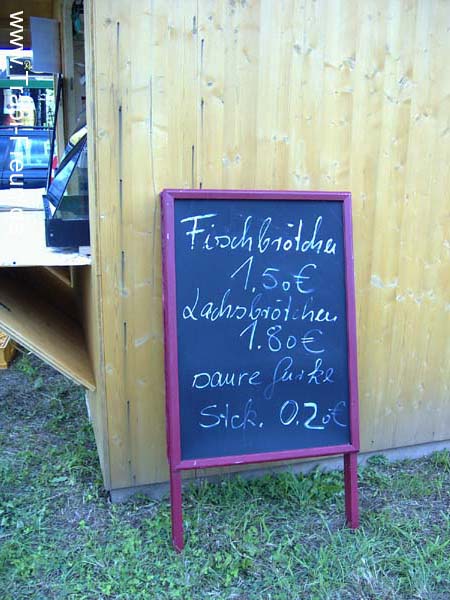 Fischbrötchen
1.50€
Lachsbrötchen
1.80€
saure Gurke
Stck. 0.20€